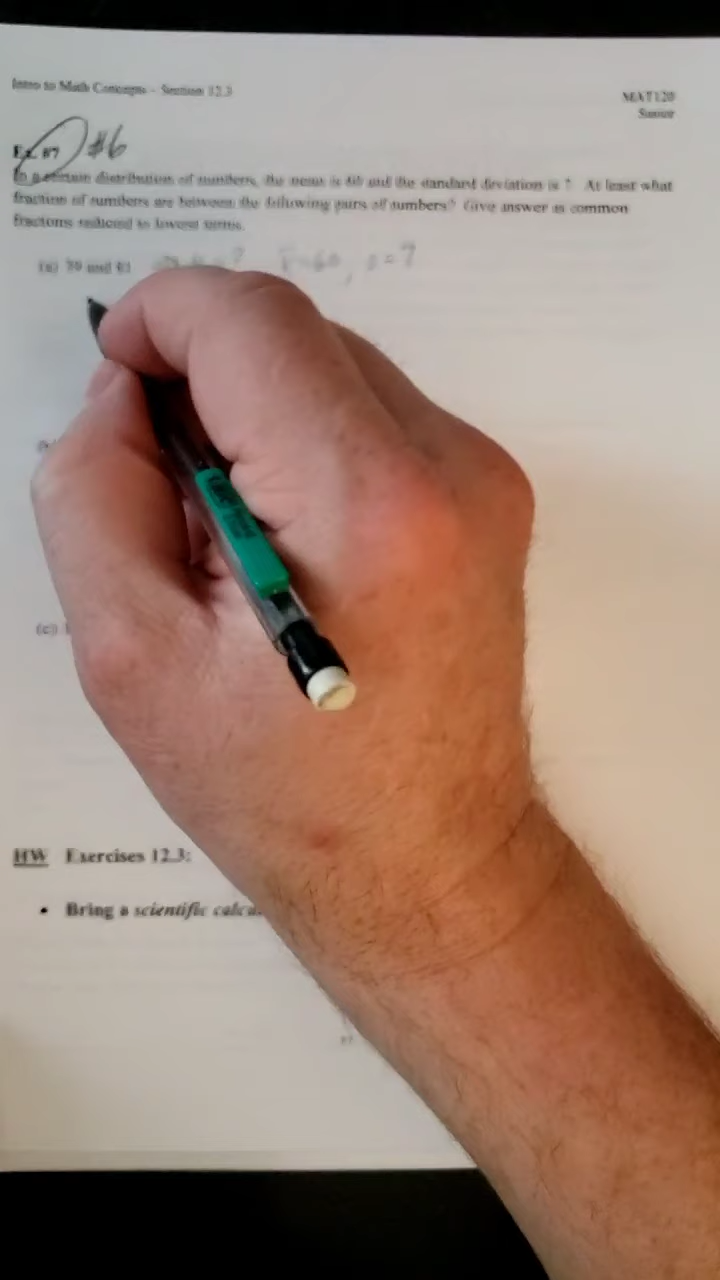 Intro to Math Concepts – Section 12.3
MAT120
#6
Ex. #7
In a certain distribution of numbers, the mean is 60 and the standard deviation is 7. At least what
fraction of numbers are between the following pairs of numbers? Give answer as common
fractions reduced to lowest terms.
(a) 39 and 81 = 60, s = 7
(c)
HW Exercises 12.3:
• Bring a scientific